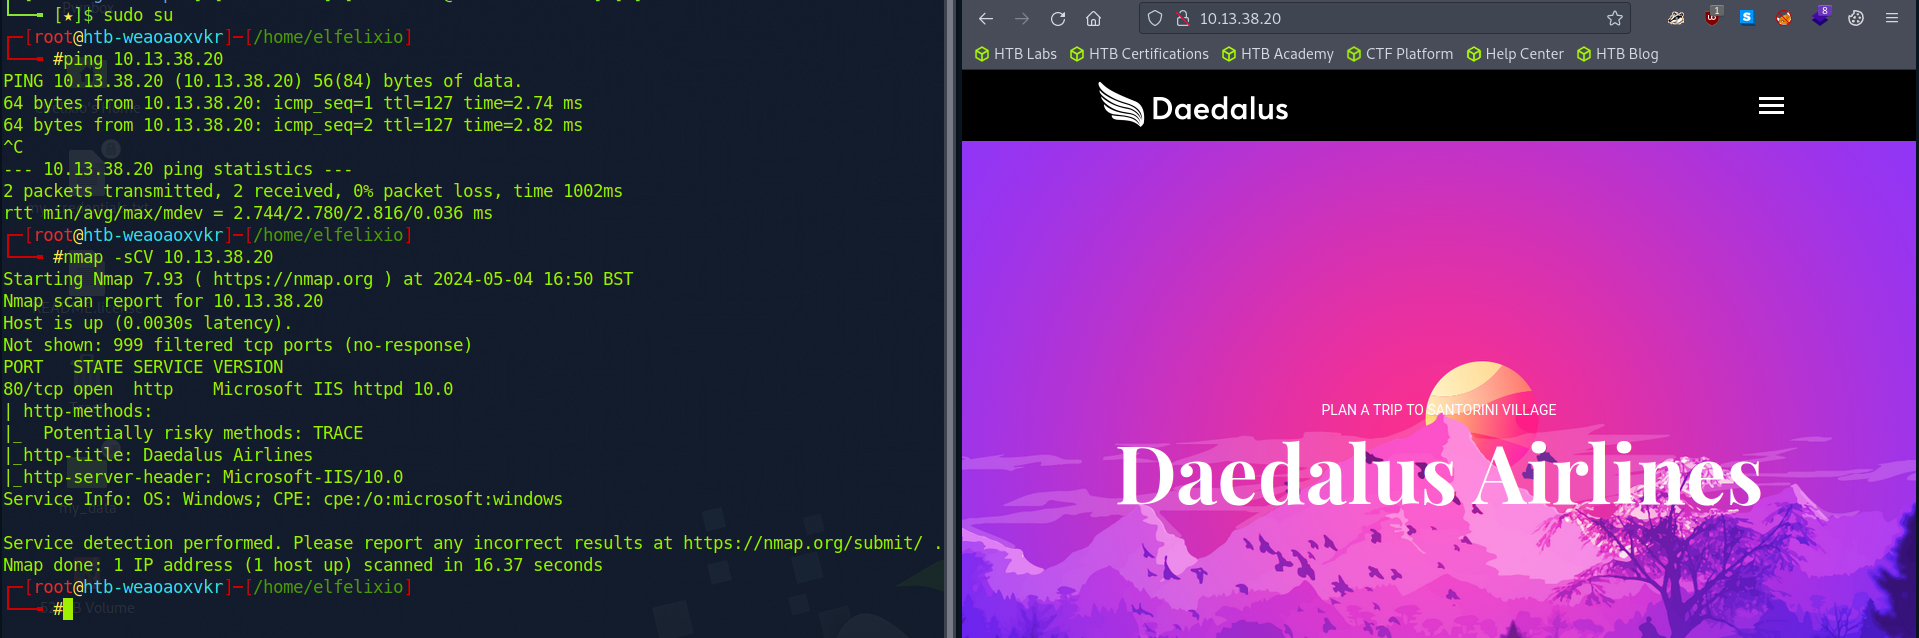 [★]$ sudo su
[root@htb-weaoaoxvkr]─[/home/elfelixio]
#ping 10.13.38.20
PING 10.13.38.20 (10.13.38.20) 56(84) bytes of data.
64 bytes from 10.13.38.20: icmp_seq=1 ttl=127 time=2.74 ms
64 bytes from 10.13.38.20: icmp_seq=2 ttl=127 time=2.82 ms
^C
--- 10.13.38.20 ping statistics ---
2 packets transmitted, 2 received, 0% packet loss, time 1002ms
rtt min/avg/max/mdev = 2.744/2.780/2.816/0.036 ms
[root@htb-weaoaoxvkr]─[/home/elfelixio]
#nmap -sCV 10.13.38.20
Starting Nmap 7.93 ( https://nmap.org ) at 2024-05-04 16:50 BST
Nmap scan report for 10.13.38.20
Host is up (0.0030s latency).
Not shown: 999 filtered tcp ports (no-response)
PORT   STATE SERVICE VERSION
80/tcp open  http    Microsoft IIS httpd 10.0
| http-methods:
|_  Potentially risky methods: TRACE
|_http-title: Daedalus Airlines
|_http-server-header: Microsoft-IIS/10.0
Service Info: OS: Windows; CPE: cpe:/o:microsoft:windows
my_data
Service detection performed. Please report any incorrect results at https://nmap.org/submit/ .
Nmap done: 1 IP address (1 host up) scanned in 16.37 seconds
[root@htb-weaoaoxvkr]─[/home/elfelixio]
#
B Volume
10.13.38.20
1
S
8
HTB Labs
HTB Certifications
HTB Academy
CTF Platform
Help Center
HTB Blog
Daedalus
PLAN A TRIP TO SANTORINI VILLAGE
Daedalus Airlines